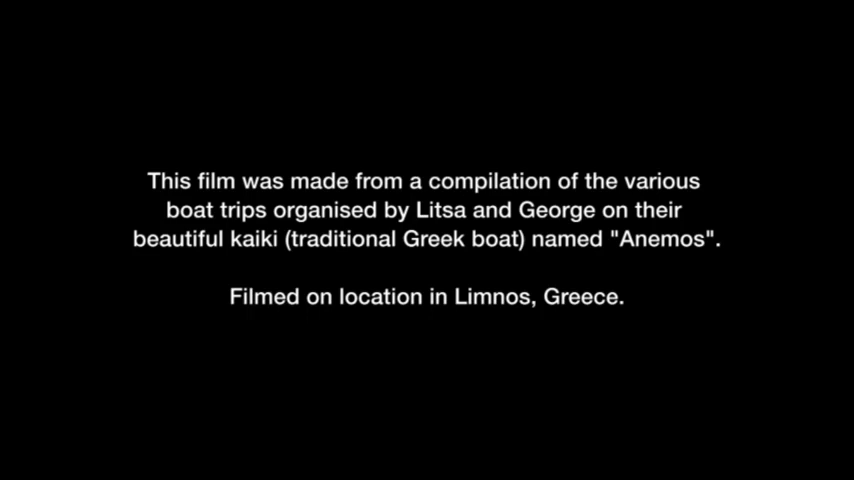 This film was made from a compilation of the various
boat trips organised by Litsa and George on their
beautiful kaiki (traditional Greek boat) named "Anemos".
Filmed on location in Limnos, Greece.